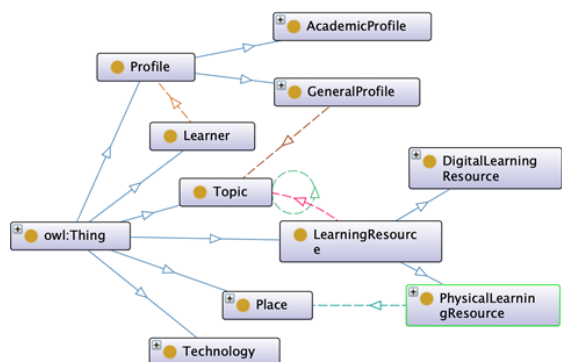 AcademicProfile
Profile
GeneralProfile
Learner
DigitalLearning
Resource
Topic
owl:Thing
LearningResourc
e
Place
PhysicalLearnin
gResource
Technology